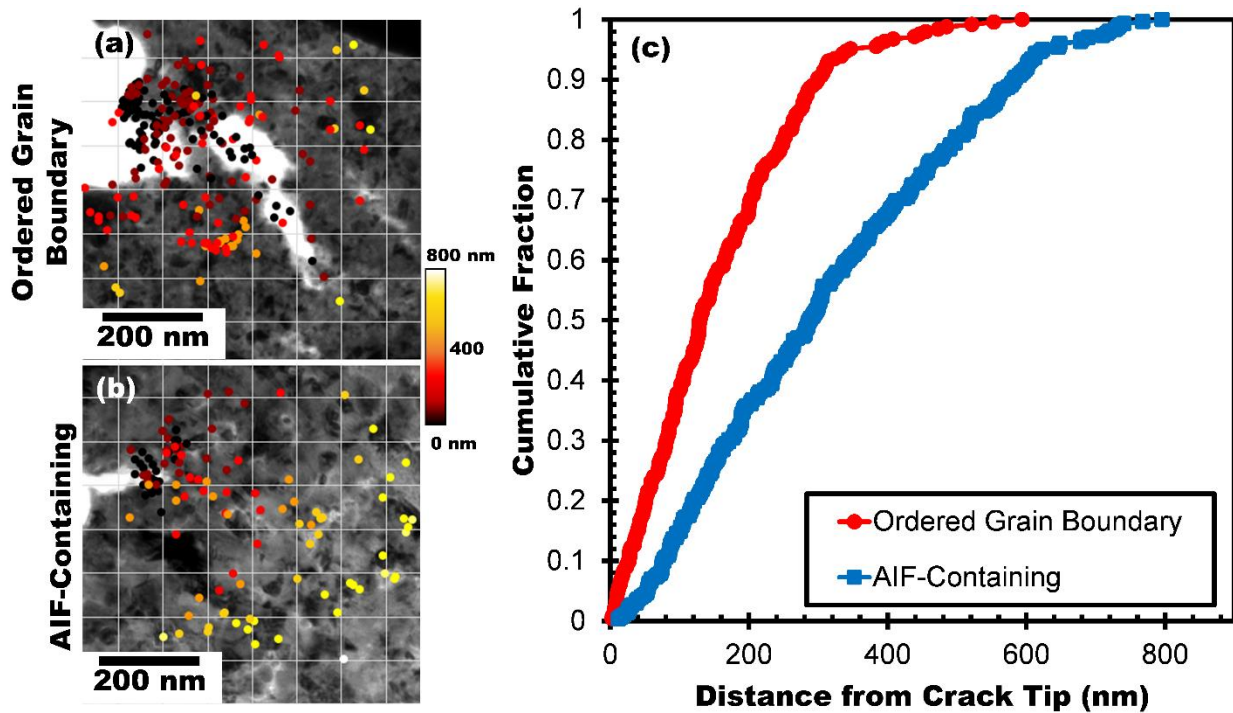 (a)
Ordered Grain
Boundary
200 nm
800 nm
400
0 nm
(b)
AIF-Containing
200 nm
(c)
Cumulative Fraction
1
0.9
0.8
0.7
0.6
0.5
0.4
0.3
0.2
0.1
0
0 200 400 600 800
Distance from Crack Tip (nm)
Ordered Grain Boundary
AIF-Containing